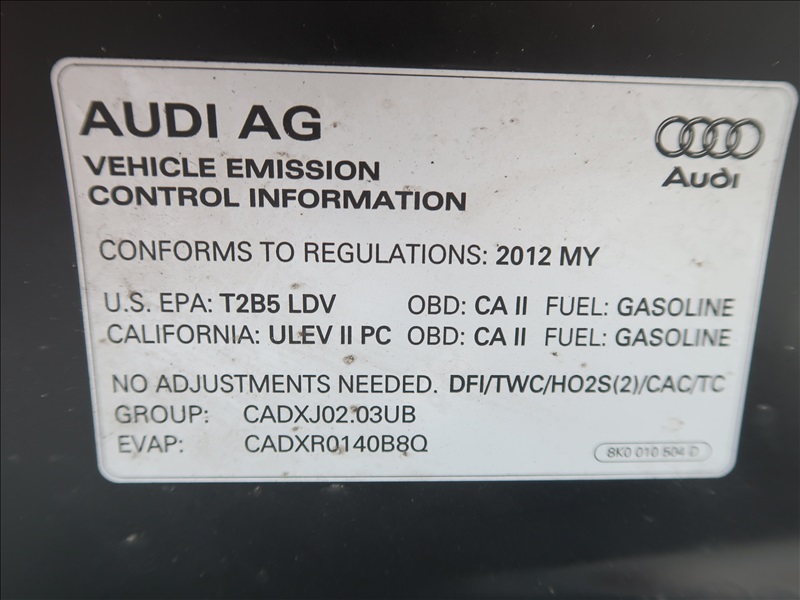 AUDI AG
Audi
VEHICLE EMISSION
CONTROL INFORMATION
CONFORMS TO REGULATIONS: 2012 MY
U.S. EPA: T2B5 LDV OBD: CA II FUEL: GASOLINE
CALIFORNIA: ULEV II PC OBD: CA II FUEL: GASOLINE
NO ADJUSTMENTS NEEDED. DFI/TWC/HO2S(2)/CAC/TC
GROUP: CADXJ02.03UB
EVAP: CADXR0140B8Q
8K0 010 504 D